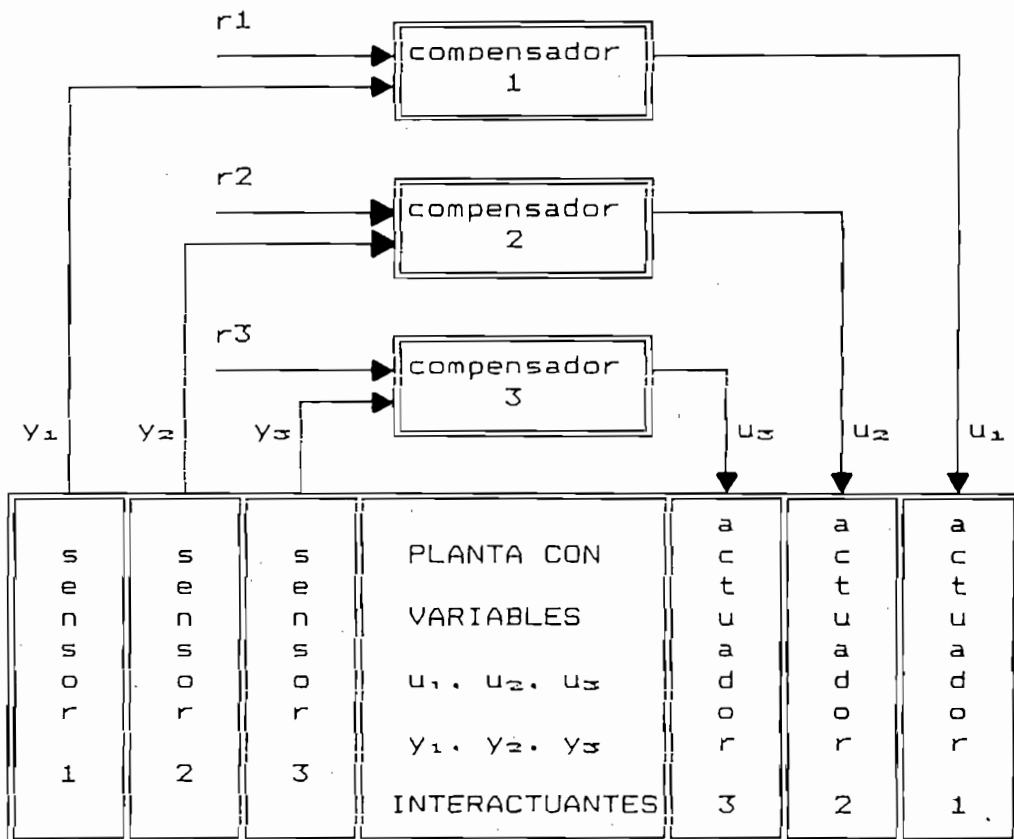 r1
compensador
1
r2
compensador
2
r3
compensador
3
y1
y2
y3
u3
u2
u1
sensor
1
sensor
2
sensor
3
PLANTA CON
VARIABLES
u1. u2. u3
y1. y2. y3
INTERACTUANTES
actuador
3
actuador
2
actuador
1